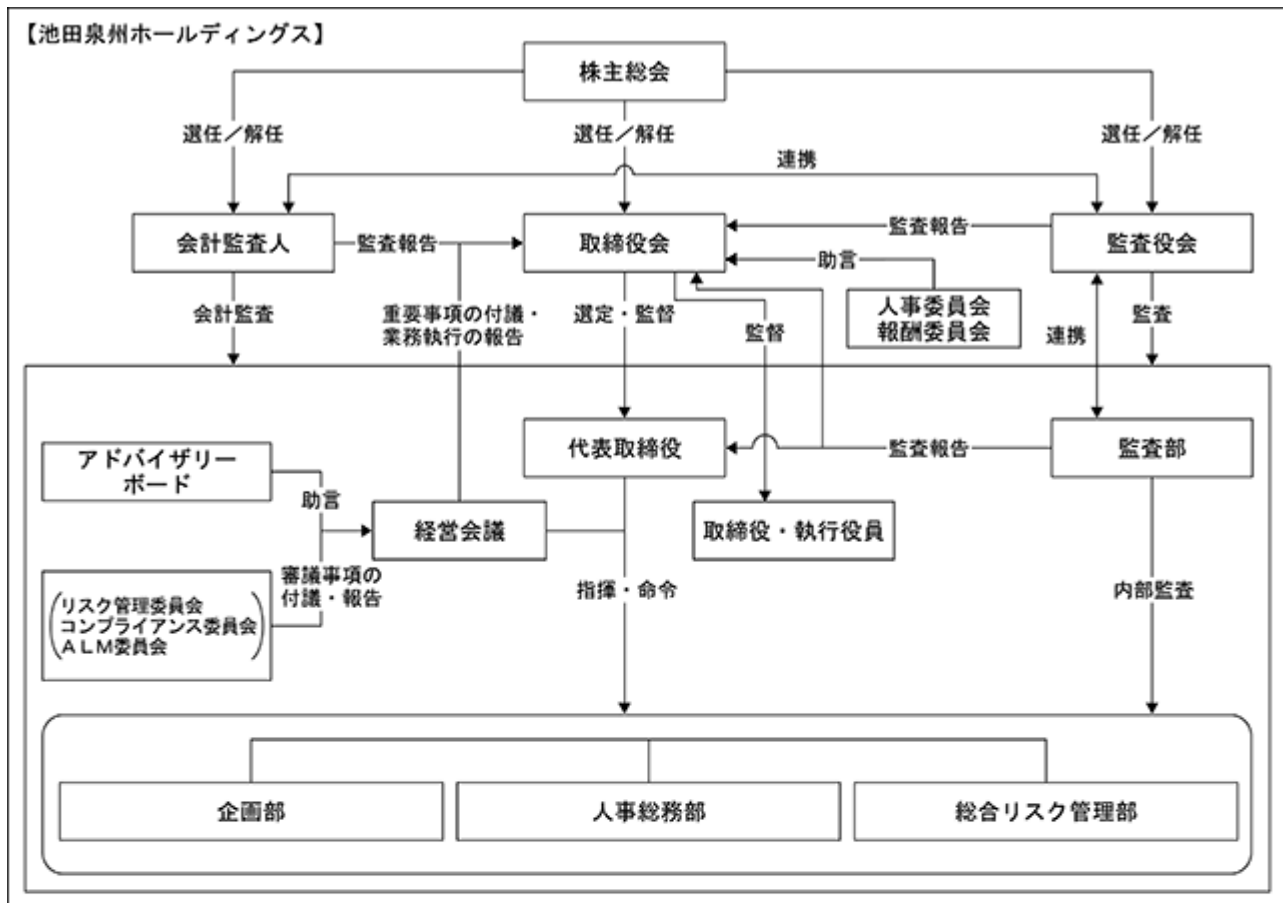 【池田泉州ホールディングス】
株主総会
選任／解任
選任／解任
選任／解任
連携
会計監査人
監査報告
取締役会
監査報告
監査役会
助言
人事委員会
報酬委員会
会計監査
重要事項の付議・
業務執行の報告
選定・監督
監督
連携
監査
代表取締役
監査報告
監査部
アドバイザリー
ボード
助言
経営会議
取締役・執行役員
審議事項の
付議・報告
リスク管理委員会
コンプライアンス委員会
ＡＬＭ委員会
指揮・命令
内部監査
企画部
人事総務部
総合リスク管理部